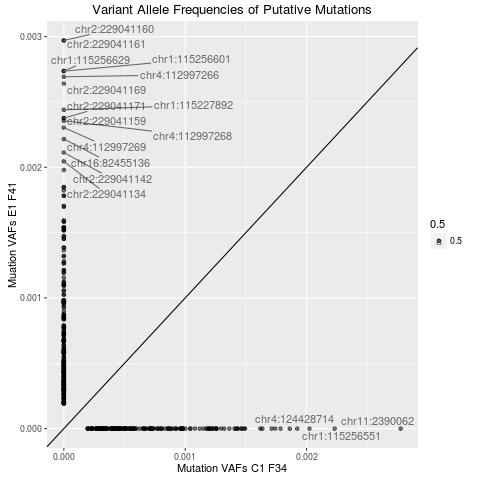 Variant Allele Frequencies of Putative Mutations
Muation VAFs E1 F41
0.003
0.002
0.001
0.000
chr2:229041160
chr2:229041161
chr1:115256629
chr1:115256601
chr4:112997266
chr2:229041169
chr2:229041171
chr1:115227892
chr2:229041159
chr4:112997268
chr4:112997269
chr16:82455136
chr2:229041142
chr2:229041134
chr4:124428714
chr11:2390062
chr1:115256551
0.000
0.001
0.002
Mutation VAFs C1 F34
0.5
0.5